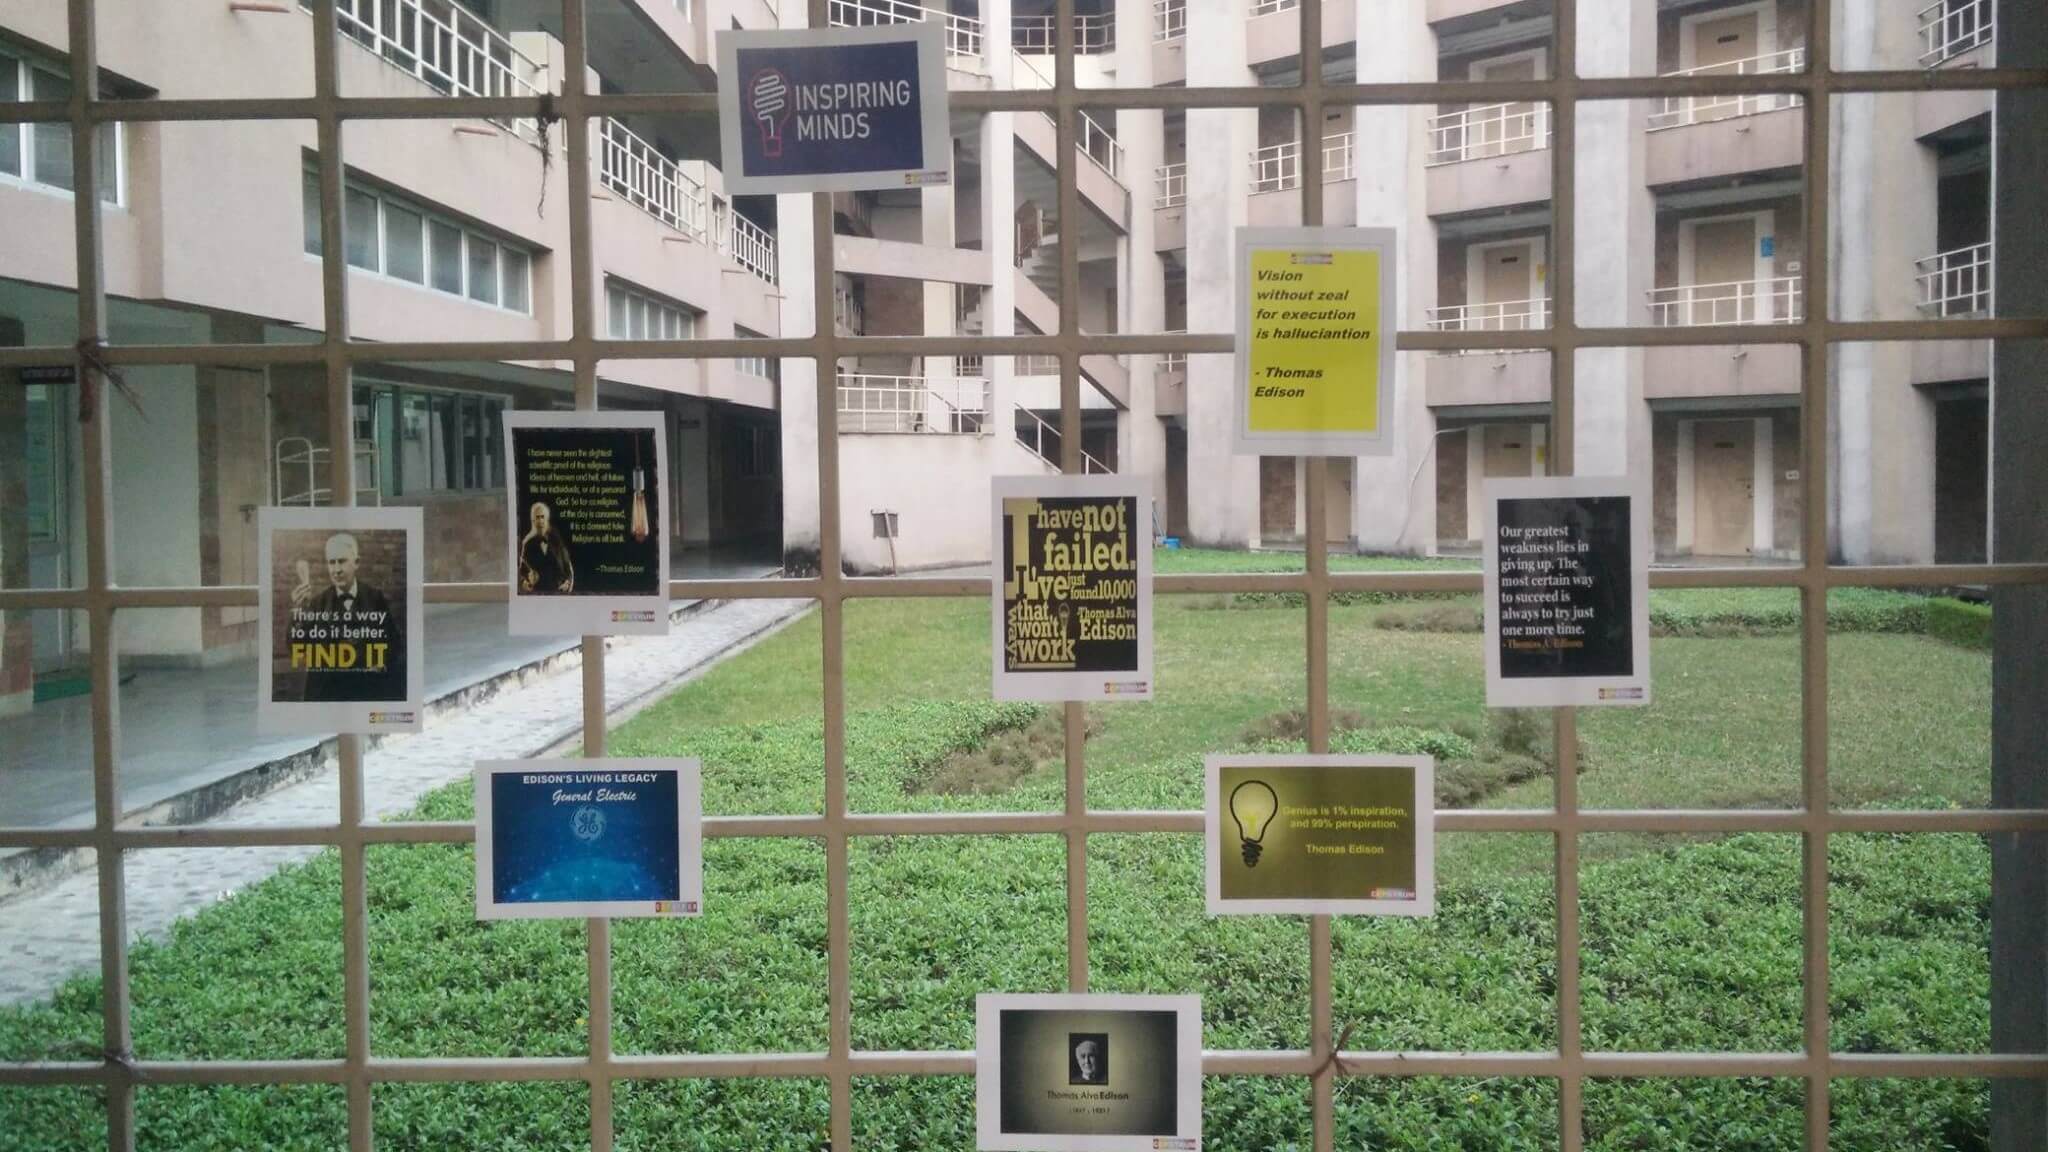 INSPIRING
MINDS
Vision
without zeal
for execution
is halluciantion
- Thomas
Edison
I have never seen the slightest
scientific proof of the religious
ideas of heaven and hell, of future
life for individuals, or of a personal
God. So far as religion
of the day is concerned,
it is a damned fake.
Religion is all bunk.
—Thomas Edison
I have not
failed.
I've just
found 10,000
ways that
won't
work
-Thomas Alva
Edison
Our greatest
weakness lies in
giving up. The
most certain way
to succeed is
always to try just
one more time.
- Thomas A. Edison
There's a way
to do it better.
FIND IT
EDISON'S LIVING LEGACY
General Electric
Genius is 1% inspiration,
and 99% perspiration.
Thomas Edison
Thomas Alva Edison